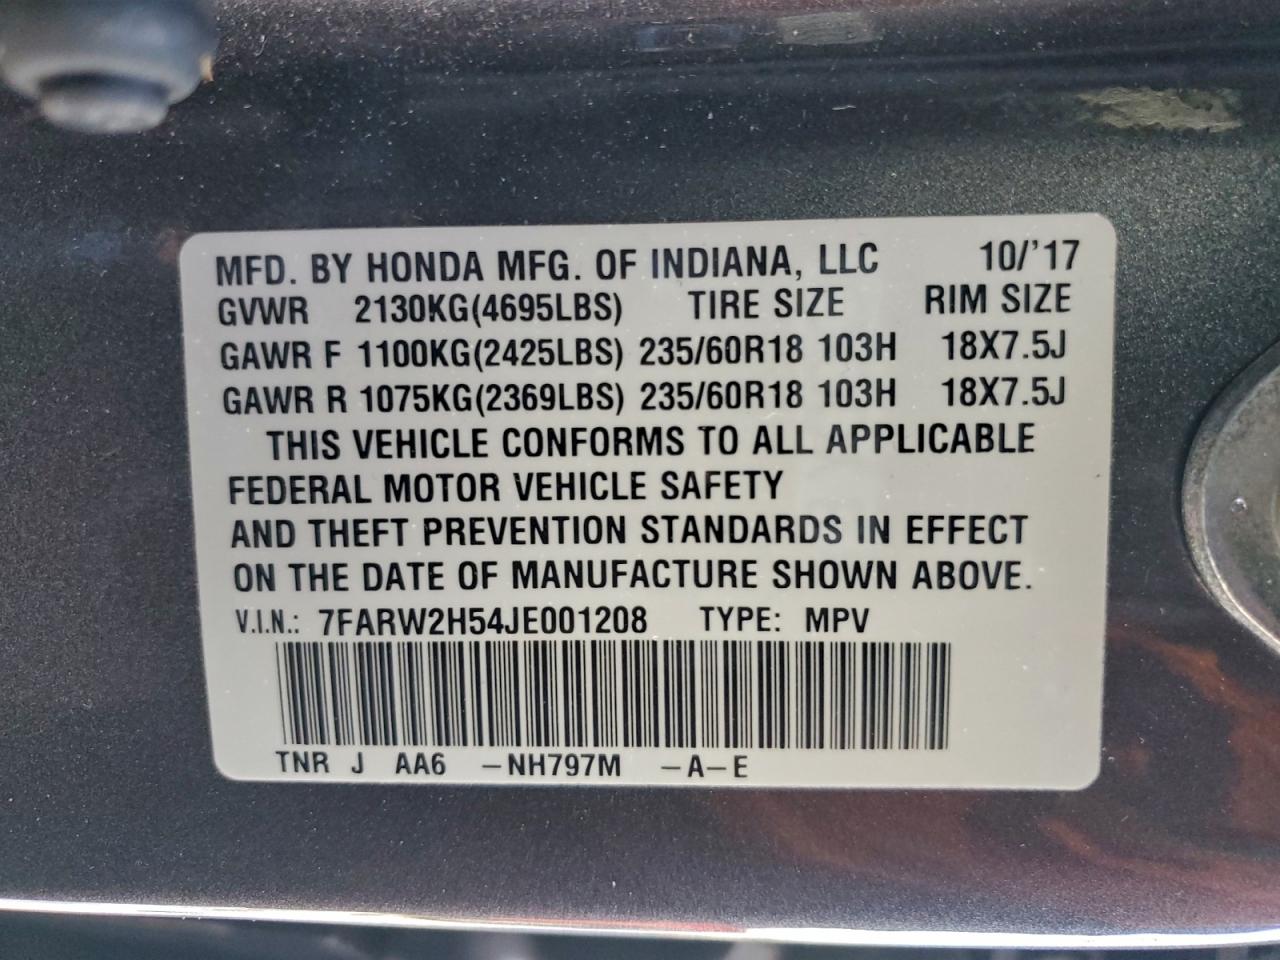 MFD. BY HONDA MFG. OF INDIANA, LLC 10/'17
GVWR 2130KG(4695LBS) TIRE SIZE RIM SIZE
GAWR F 1100KG(2425LBS) 235/60R18 103H 18X7.5J
GAWR R 1075KG(2369LBS) 235/60R18 103H 18X7.5J
THIS VEHICLE CONFORMS TO ALL APPLICABLE
FEDERAL MOTOR VEHICLE SAFETY
AND THEFT PREVENTION STANDARDS IN EFFECT
ON THE DATE OF MANUFACTURE SHOWN ABOVE.
V.I.N.: 7FARW2H54JE001208 TYPE: MPV
TNR J AA6 -NH797M -A-E